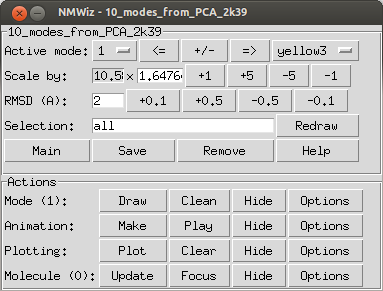 NMWiz - 10_modes_from_PCA_2k39
10_modes_from_PCA_2k39
Active mode: 1 <= +/- => yellow3
Scale by: 10.58 × 1.6476 +1 +5 -5 -1
RMSD (A): 2 +0.1 +0.5 -0.5 -0.1
Selection: all Redraw
Main Save Remove Help
Actions
Mode (1): Draw Clean Hide Options
Animation: Make Play Hide Options
Plotting: Plot Clear Hide Options
Molecule (0): Update Focus Hide Options